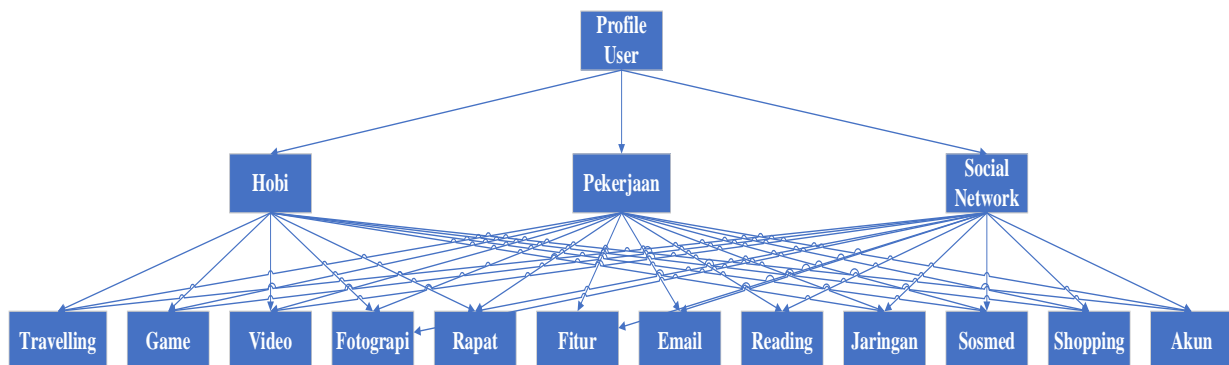 Profile
User
Hobi
Pekerjaan
Social
Network
Travelling
Game
Video
Fotograpi
Rapat
Fitur
Email
Reading
Jaringan
Sosmed
Shopping
Akun